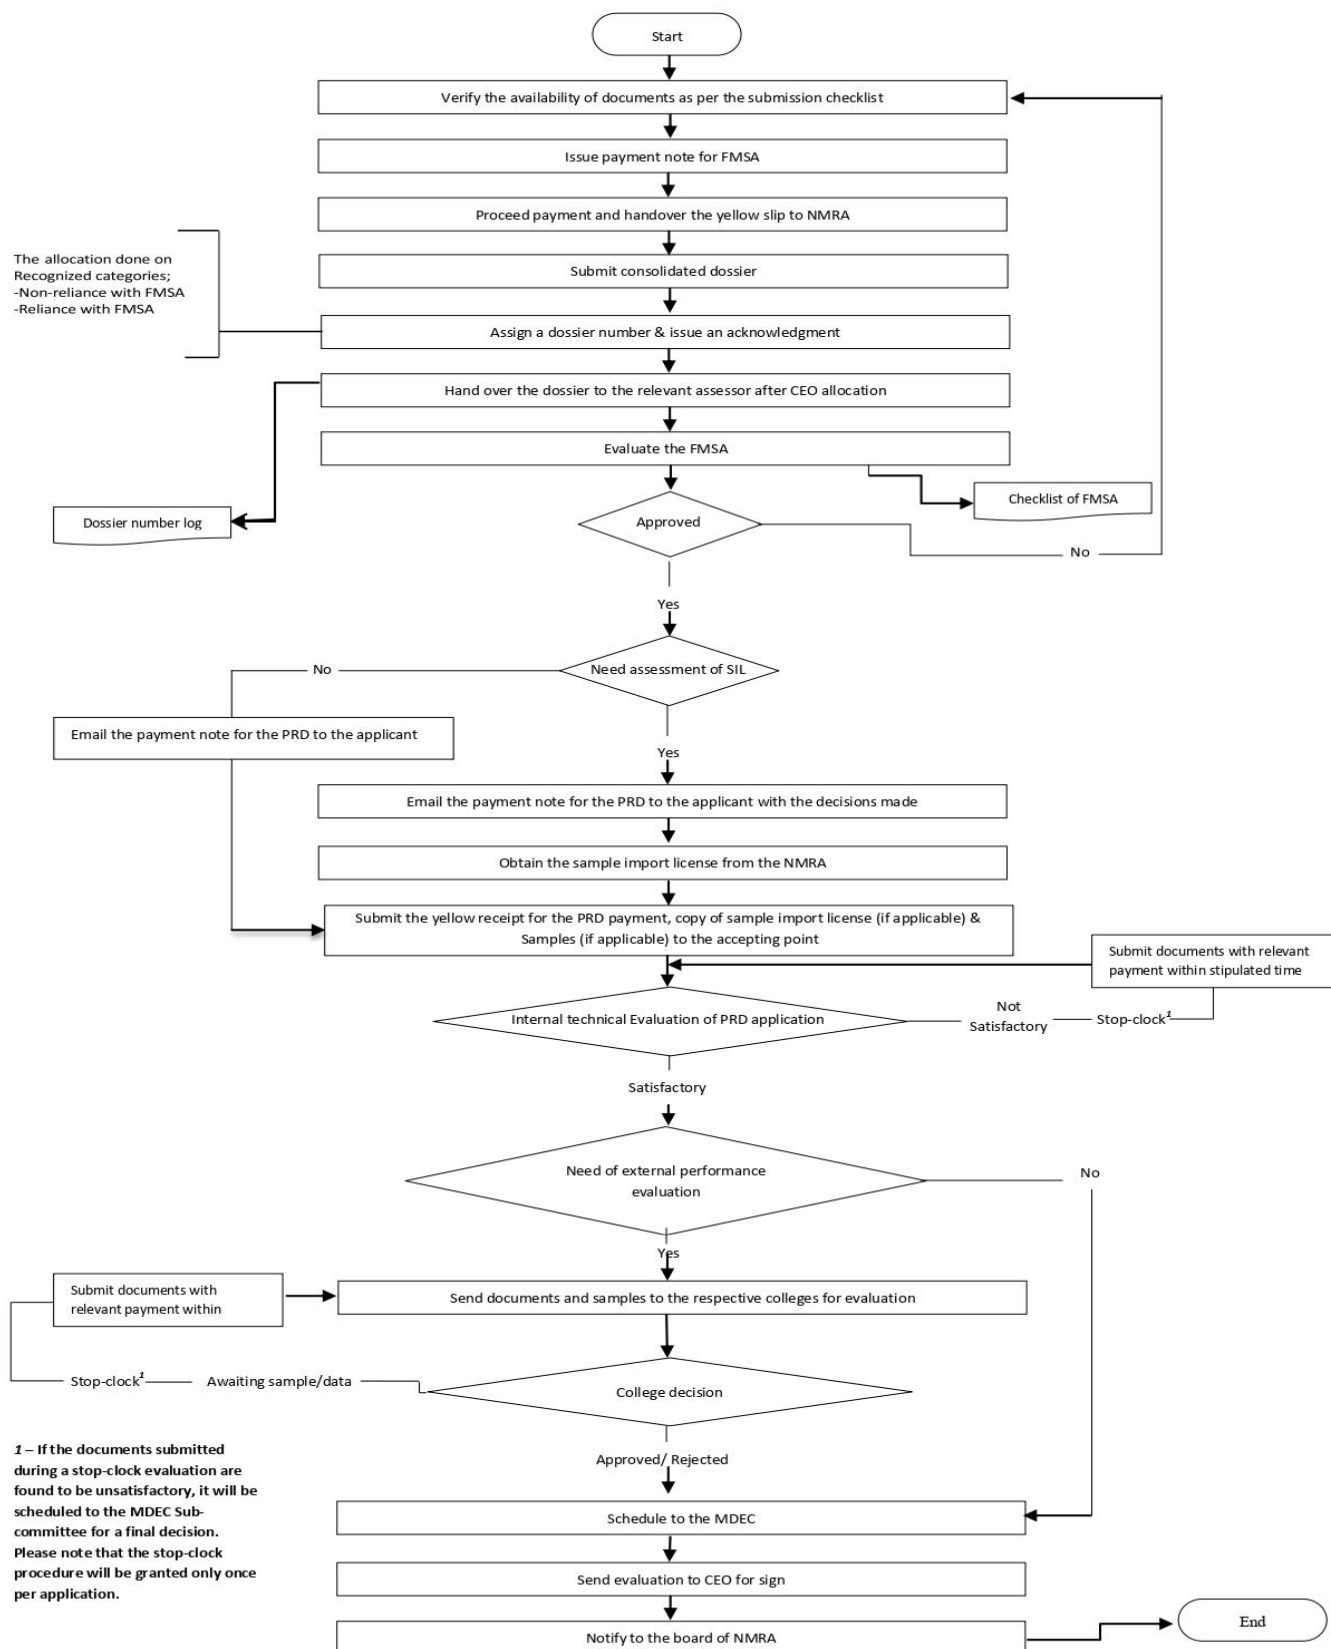 Start
Verify the availability of documents as per the submission checklist
Issue payment note for FMSA
Proceed payment and handover the yellow slip to NMRA
The allocation done on
Recognized categories;
-Non-reliance with FMSA
-Reliance with FMSA
Submit consolidated dossier
Assign a dossier number & issue an acknowledgment
Hand over the dossier to the relevant assessor after CEO allocation
Evaluate the FMSA
Checklist of FMSA
Dossier number log
Approved
No
Yes
Need assessment of SIL
No
Email the payment note for the PRD to the applicant
Yes
Email the payment note for the PRD to the applicant with the decisions made
Obtain the sample import license from the NMRA
Submit the yellow receipt for the PRD payment, copy of sample import license (if applicable) &
Samples (if applicable) to the accepting point
Submit documents with relevant
payment within stipulated time
Internal technical Evaluation of PRD application
Not
Satisfactory
Stop-clock1
Satisfactory
Need of external performance
evaluation
No
Yes
Submit documents with
relevant payment within
Send documents and samples to the respective colleges for evaluation
Stop-clock1
Awaiting sample/data
College decision
Approved/ Rejected
1 – If the documents submitted
during a stop-clock evaluation are
found to be unsatisfactory, it will be
scheduled to the MDEC Sub-
committee for a final decision.
Please note that the stop-clock
procedure will be granted only once
per application.
Schedule to the MDEC
Send evaluation to CEO for sign
Notify to the board of NMRA
End